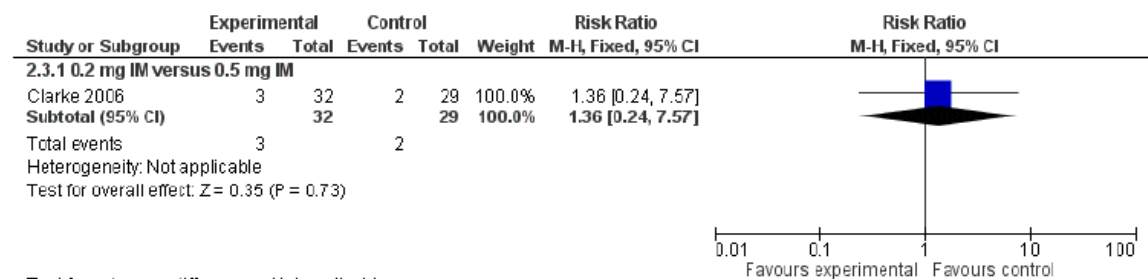 Experimental Control Risk Ratio Risk Ratio
Study or Subgroup Events Total Events Total Weight M-H, Fixed, 95% CI M-H, Fixed, 95% CI
2.3.1 0.2 mg IM versus 0.5 mg IM
Clarke 2006 3 32 2 29 100.0% 1.36 [0.24, 7.57]
Subtotal (95% CI) 32 29 100.0% 1.36 [0.24, 7.57]
Total events 3 2
Heterogeneity: Not applicable
Test for overall effect: Z = 0.35 (P = 0.73)
0.01 0.1 1 10 100
Favours experimental Favours control